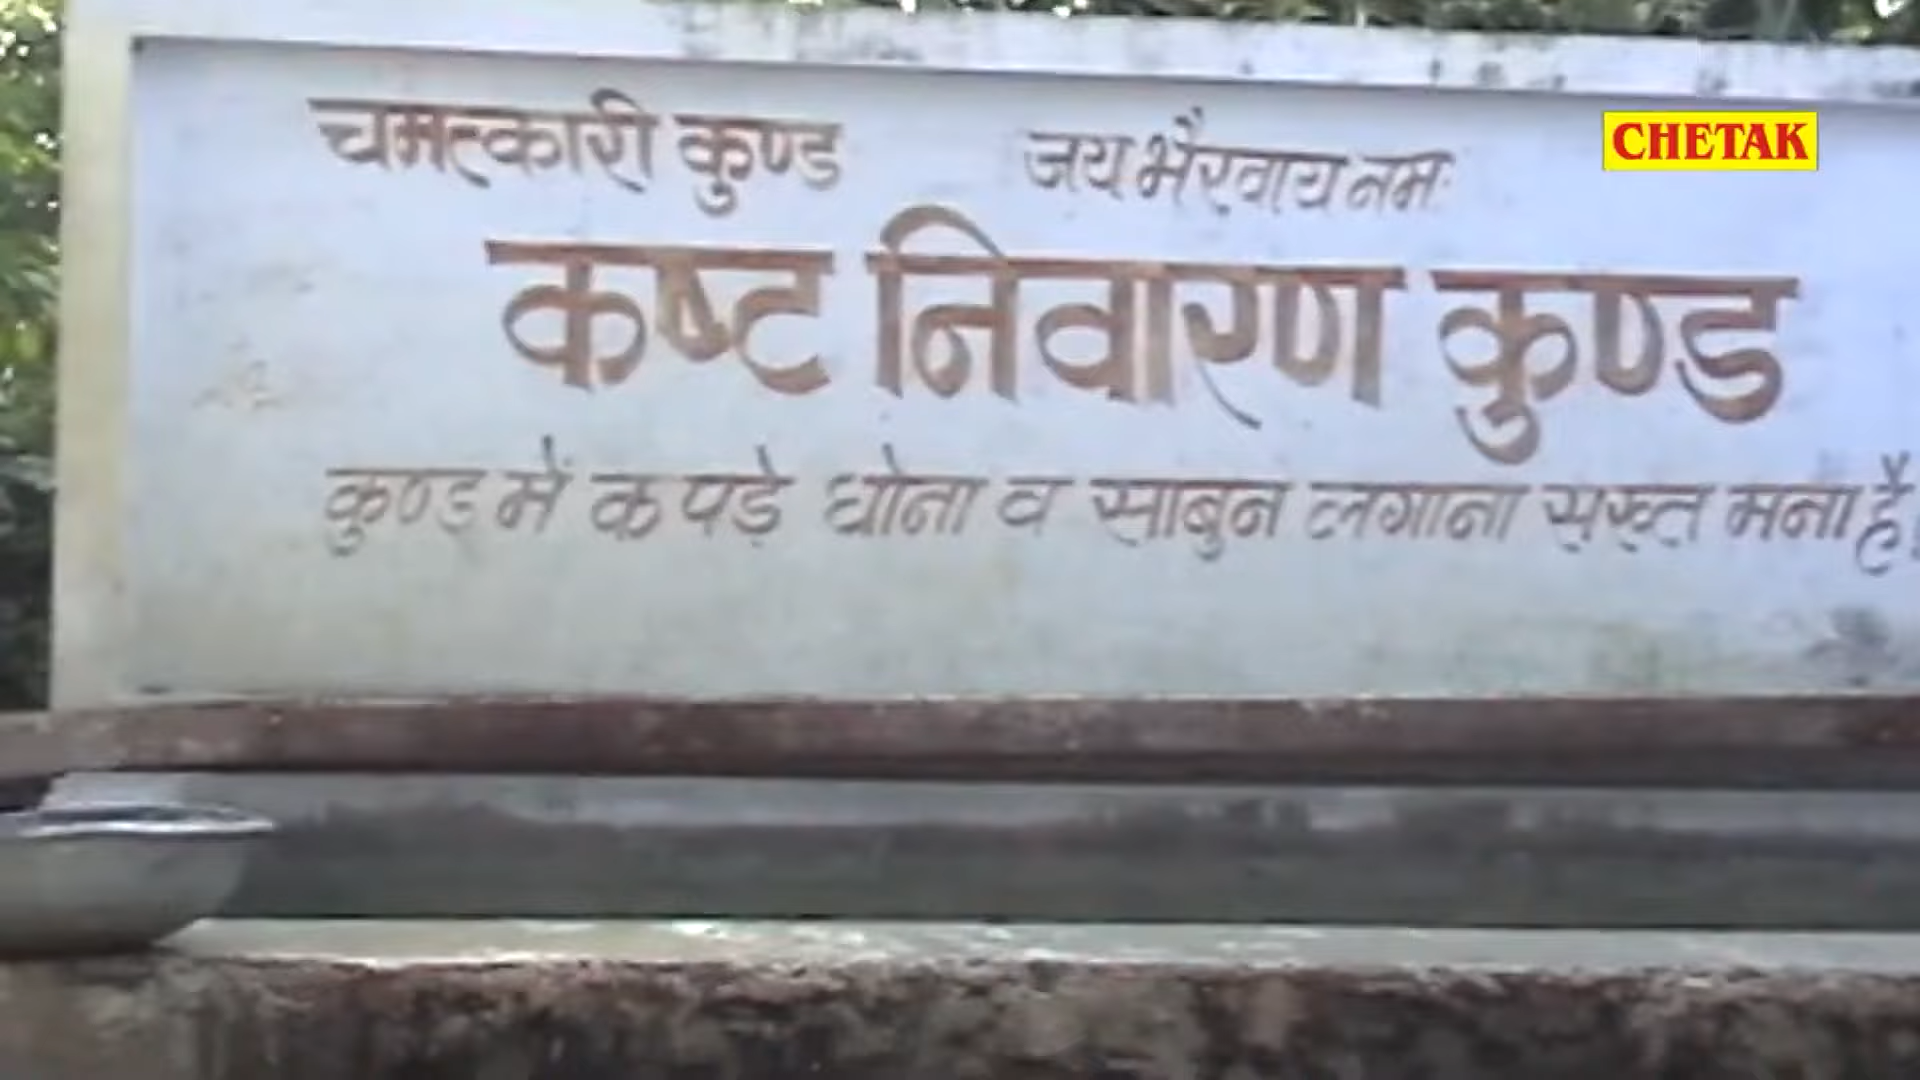 चमत्कारी कुण्ड जय भैरवाय नमः
CHETAK
कष्ट निवारण कुण्ड
कुण्ड में कपड़े धोना व साबुन लगाना सख्त मना है।